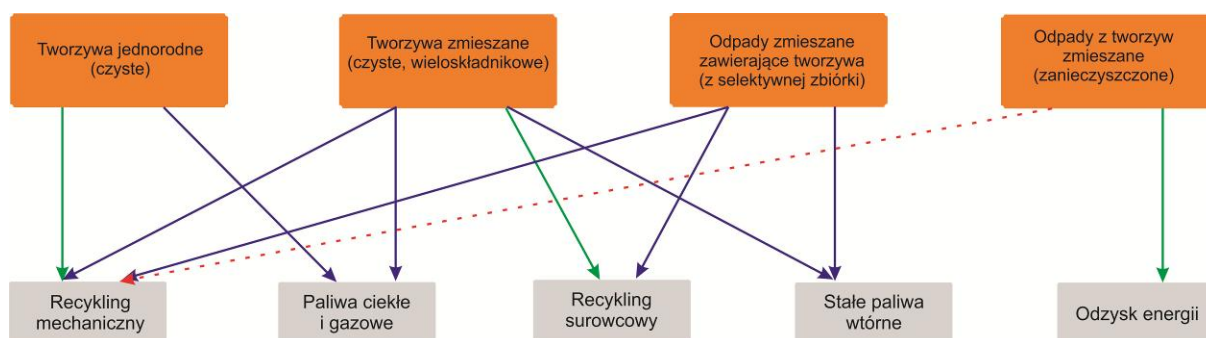 Tworzywa jednorodne
(czyste)
Tworzywa zmieszane
(czyste, wieloskładnikowe)
Odpady zmieszane
zawierające tworzywa
(z selektywnej zbiórki)
Odpady z tworzyw
zmieszane
(zanieczyszczone)
Recykling
mechaniczny
Paliwa ciekłe
i gazowe
Recykling
surowcowy
Stałe paliwa
wtórne
Odzysk energii